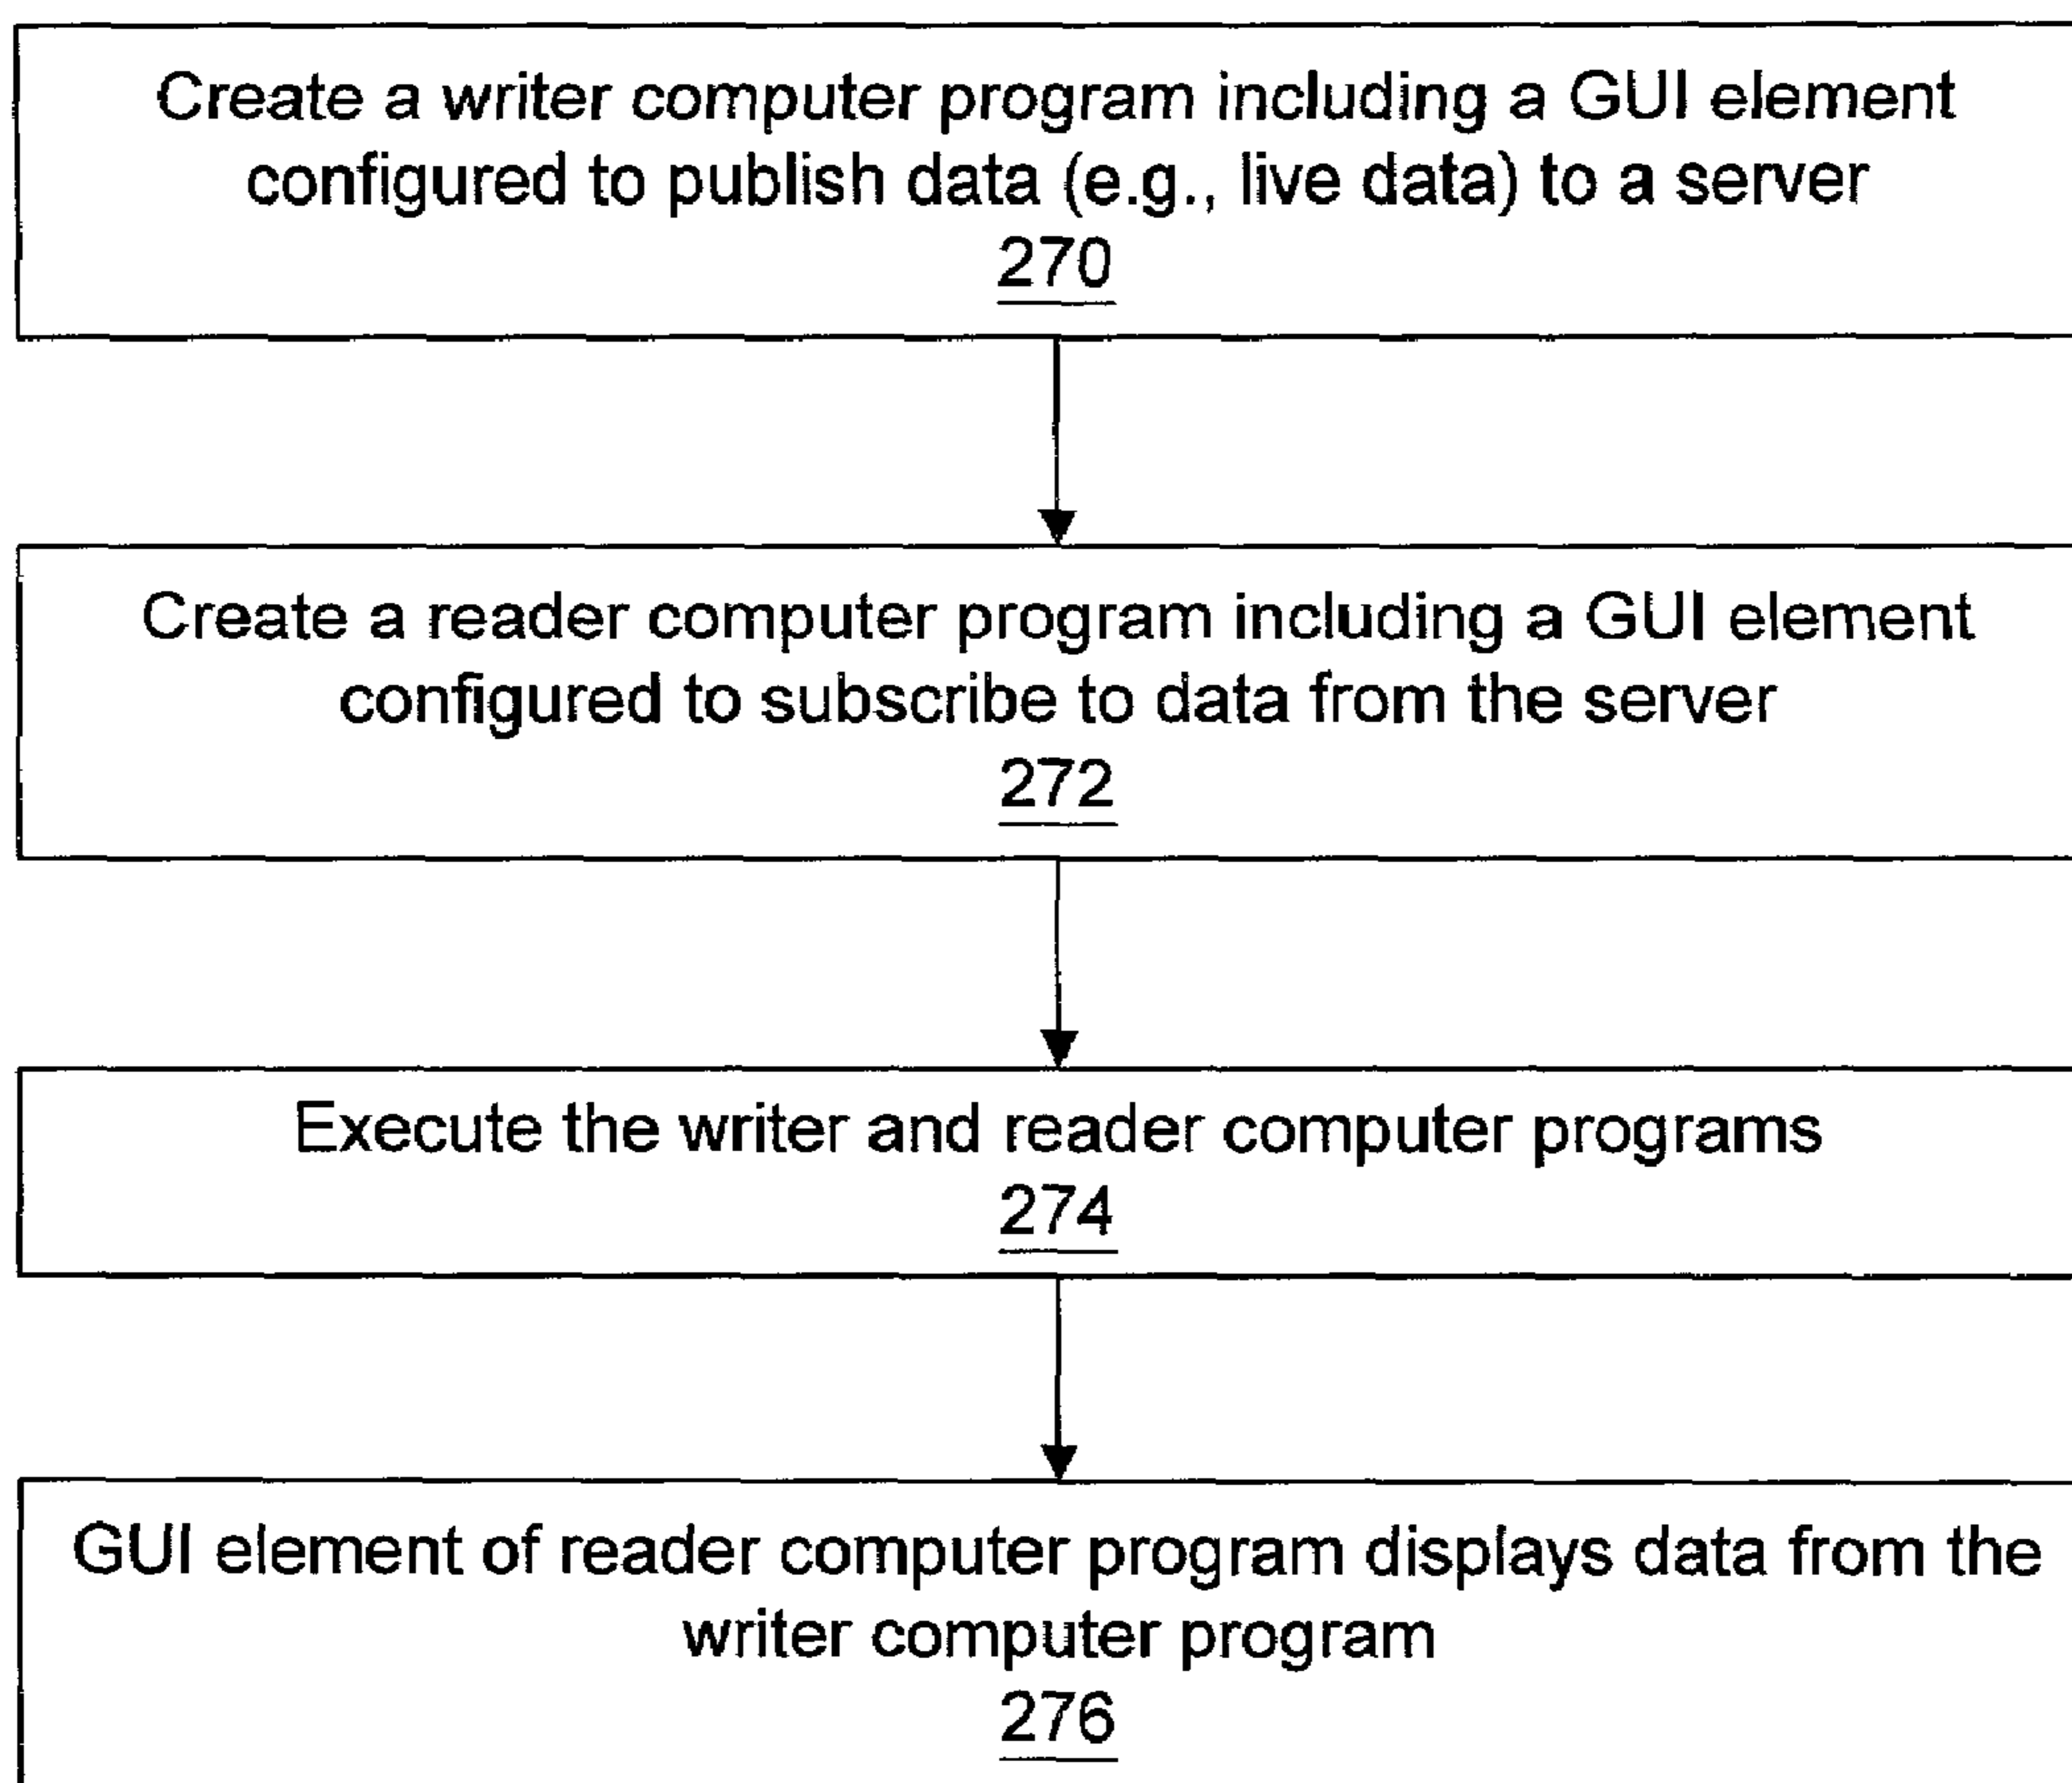 Create a writer computer program including a GUI element
configured to publish data (e.g., live data) to a server
270
Create a reader computer program including a GUI element
configured to subscribe to data from the server
272
Execute the writer and reader computer programs
274
GUI element of reader computer program displays data from the
writer computer program
276